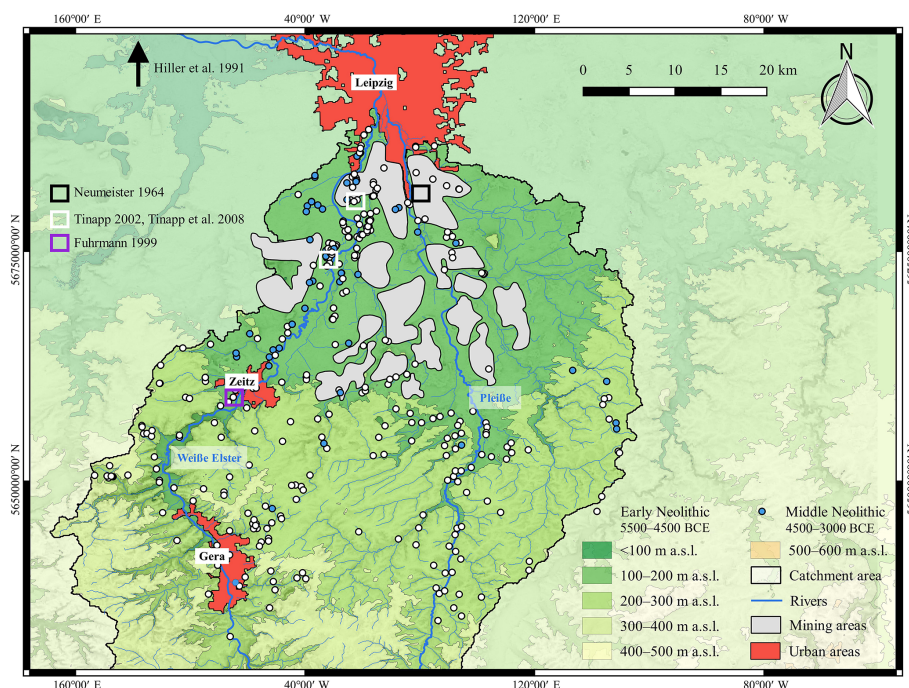 160°00′ E 40°00′ W 120°00′ E 80°00′ W
Hiller et al. 1991
Leipzig
0 5 10 15 20 km
N
Neumeister 1964
Tinapp 2002, Tinapp et al. 2008
Fuhrmann 1999
Zeitz
Pleiße
Weiße Elster
Gera
Early Neolithic
5500–4500 BCE
<100 m a.s.l.
100–200 m a.s.l.
200–300 m a.s.l.
300–400 m a.s.l.
400–500 m a.s.l.
Middle Neolithic
4500–3000 BCE
500–600 m a.s.l.
Catchment area
Rivers
Mining areas
Urban areas
5675000°00′ N
5650000°00′ N
160°00′ E 40°00′ W 120°00′ E 80°00′ W